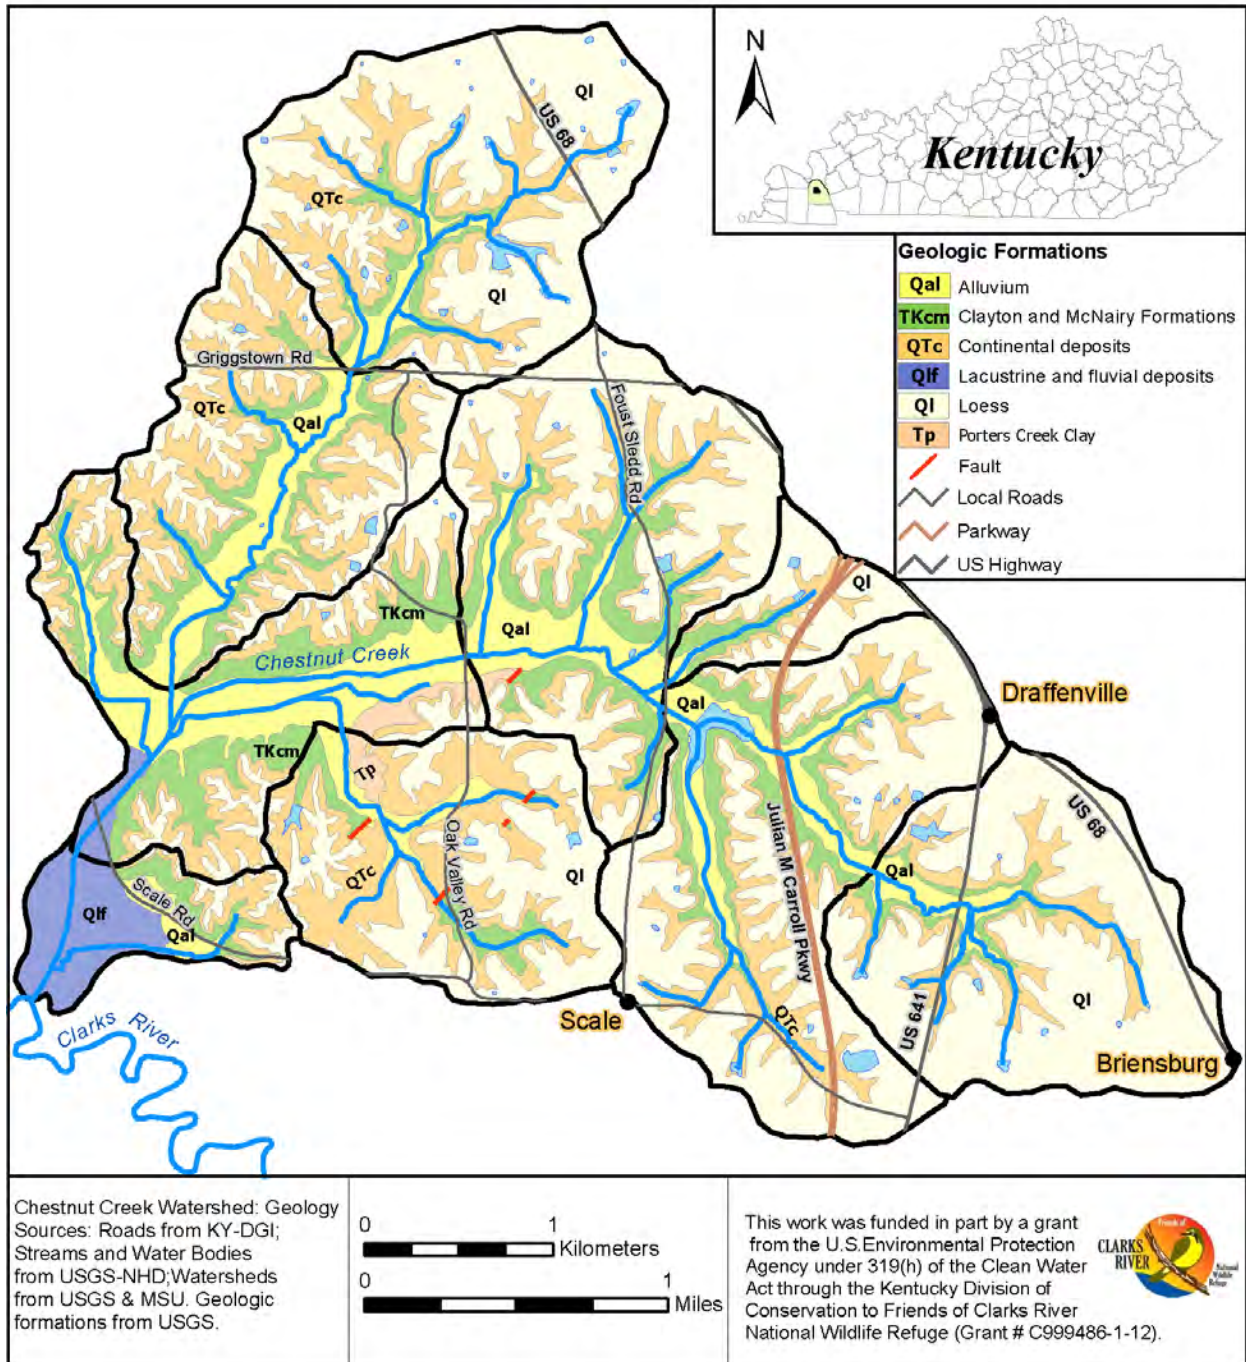 N
Kentucky
Geologic Formations
Qal Alluvium
TKcm Clayton and McNairy Formations
QTc Continental deposits
Qlf Lacustrine and fluvial deposits
Ql Loess
Tp Porters Creek Clay
Fault
Local Roads
Parkway
US Highway
Ql
US 68
QTc
Ql
Griggstown Rd
QTc
Qal
Foust Sledd Rd
Ql
TKcm
Qal
Chestnut Creek
Qal
Draffenville
TKcm
Tp
Julian M Carroll Pkwy
US 68
Oak Valley Rd
QTc
Ql
Qal
Scale Rd
Qlf
Qal
US 641
Ql
Scale
QTc
Clarks River
Briensburg
Chestnut Creek Watershed: Geology
Sources: Roads from KY-DGI;
Streams and Water Bodies
from USGS-NHD;Watersheds
from USGS & MSU. Geologic
formations from USGS.
0 1
Kilometers
0 1
Miles
This work was funded in part by a grant
from the U.S.Environmental Protection
Agency under 319(h) of the Clean Water
Act through the Kentucky Division of
Conservation to Friends of Clarks River
National Wildlife Refuge (Grant # C999486-1-12).
Friends of
CLARKS
RIVER
National
Wildlife
Refuge